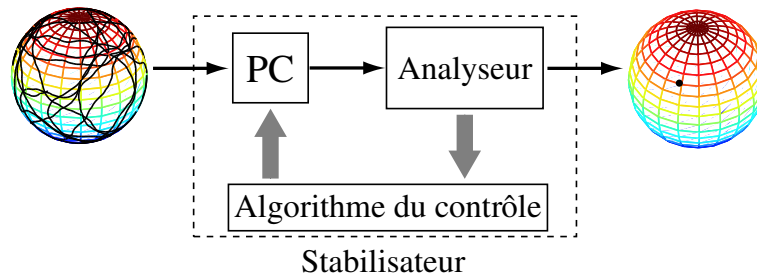 PC
Analyseur
Algorithme du contrôle
Stabilisateur